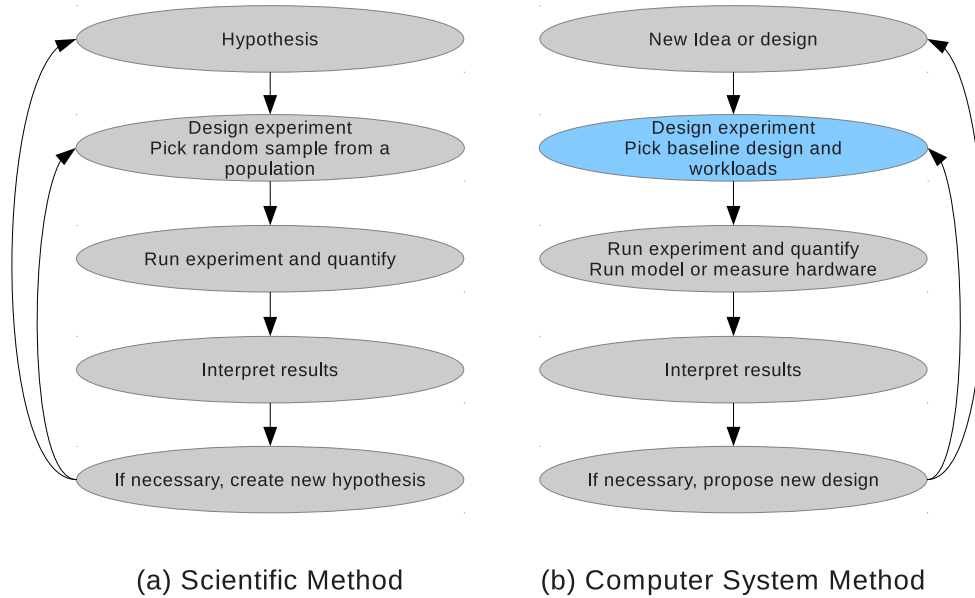 Hypothesis
Design experiment
Pick random sample from a
population
Run experiment and quantify
Interpret results
If necessary, create new hypothesis
(a) Scientific Method
New Idea or design
Design experiment
Pick baseline design and
workloads
Run experiment and quantify
Run model or measure hardware
Interpret results
If necessary, propose new design
(b) Computer System Method